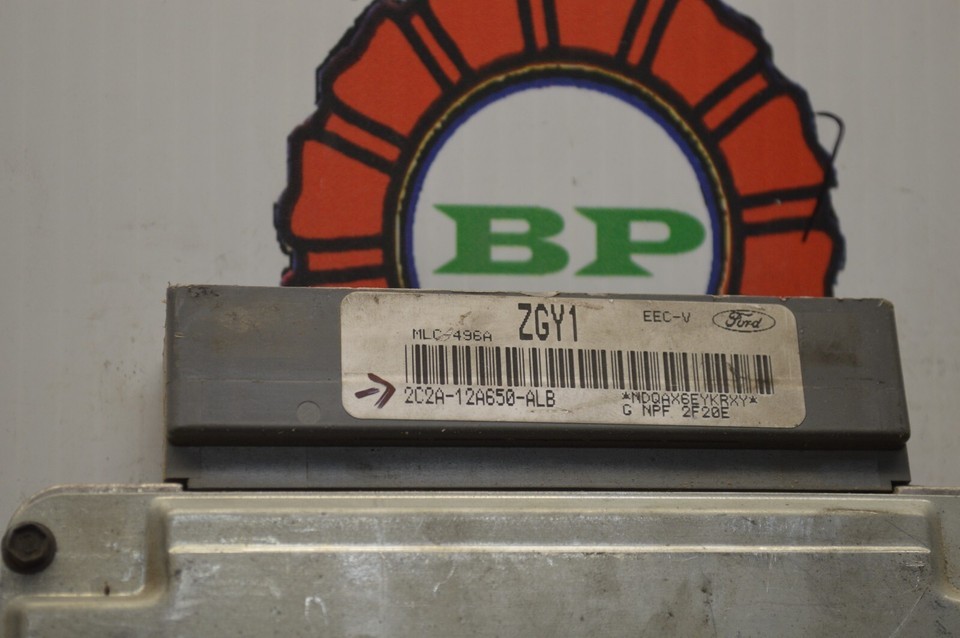 BP
ZGY1
EEC-V
Ford
MLC-496A
2C2A-12A650-ALB
*NDQAX6EYKRXY*
G NPF 2F20E